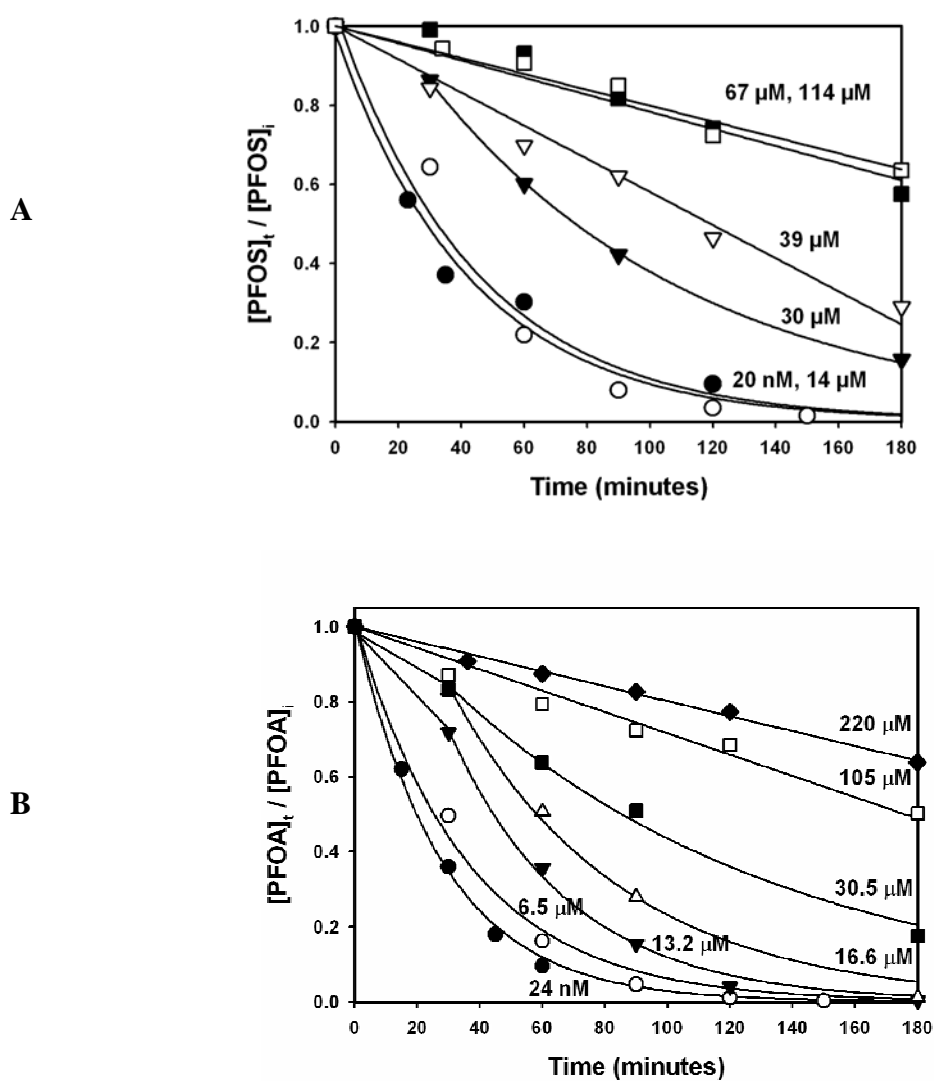 A
[PFOS]t / [PFOS]i
1.0
0.8
0.6
0.4
0.2
0.0
67 µM, 114 µM
39 µM
30 µM
20 nM, 14 µM
0 20 40 60 80 100 120 140 160 180
Time (minutes)
B
[PFOA]t / [PFOA]i
1.0
0.8
0.6
0.4
0.2
0.0
220 µM
105 µM
30.5 µM
16.6 µM
13.2 µM
6.5 µM
24 nM
0 20 40 60 80 100 120 140 160 180
Time (minutes)